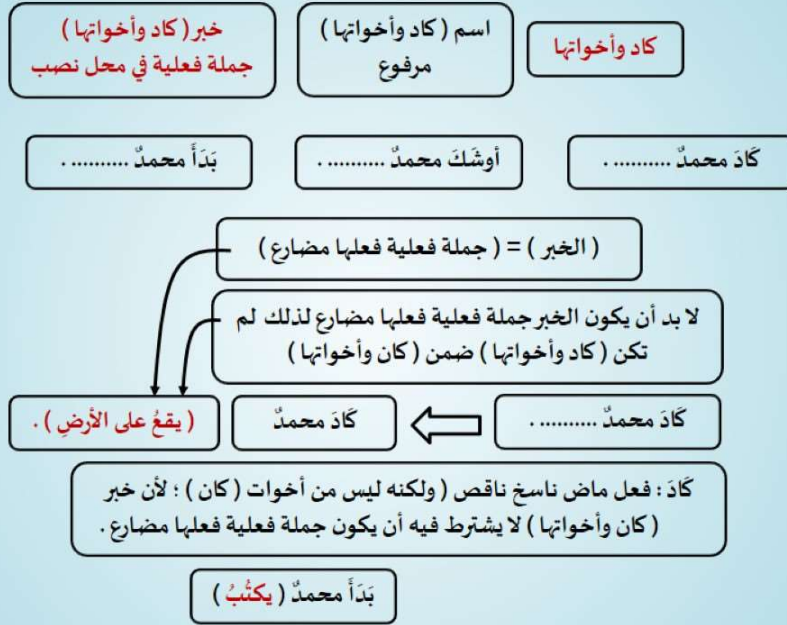 كاد وأخواتها
اسم ( كاد وأخواتها )
مرفوع
خبر ( كاد وأخواتها )
جملة فعلية في محل نصب
كَادَ محمدٌ .......... .
أوشَكَ محمدٌ .......... .
بَدَأَ محمدٌ .......... .
( الخبر ) = ( جملة فعلية فعلها مضارع )
لا بد أن يكون الخبر جملة فعلية فعلها مضارع لذلك لم
تكن ( كاد وأخواتها ) ضمن ( كان وأخواتها )
كَادَ محمدٌ .......... .
كَادَ محمدٌ
( يقعُ على الأرضِ ) .
كَادَ : فعل ماض ناسخ ناقص ( ولكنه ليس من أخوات ( كان ) ؛ لأن خبر
( كان وأخواتها ) لا يشترط فيه أن يكون جملة فعلية فعلها مضارع .
بَدَأَ محمدٌ ( يكتُبُ )